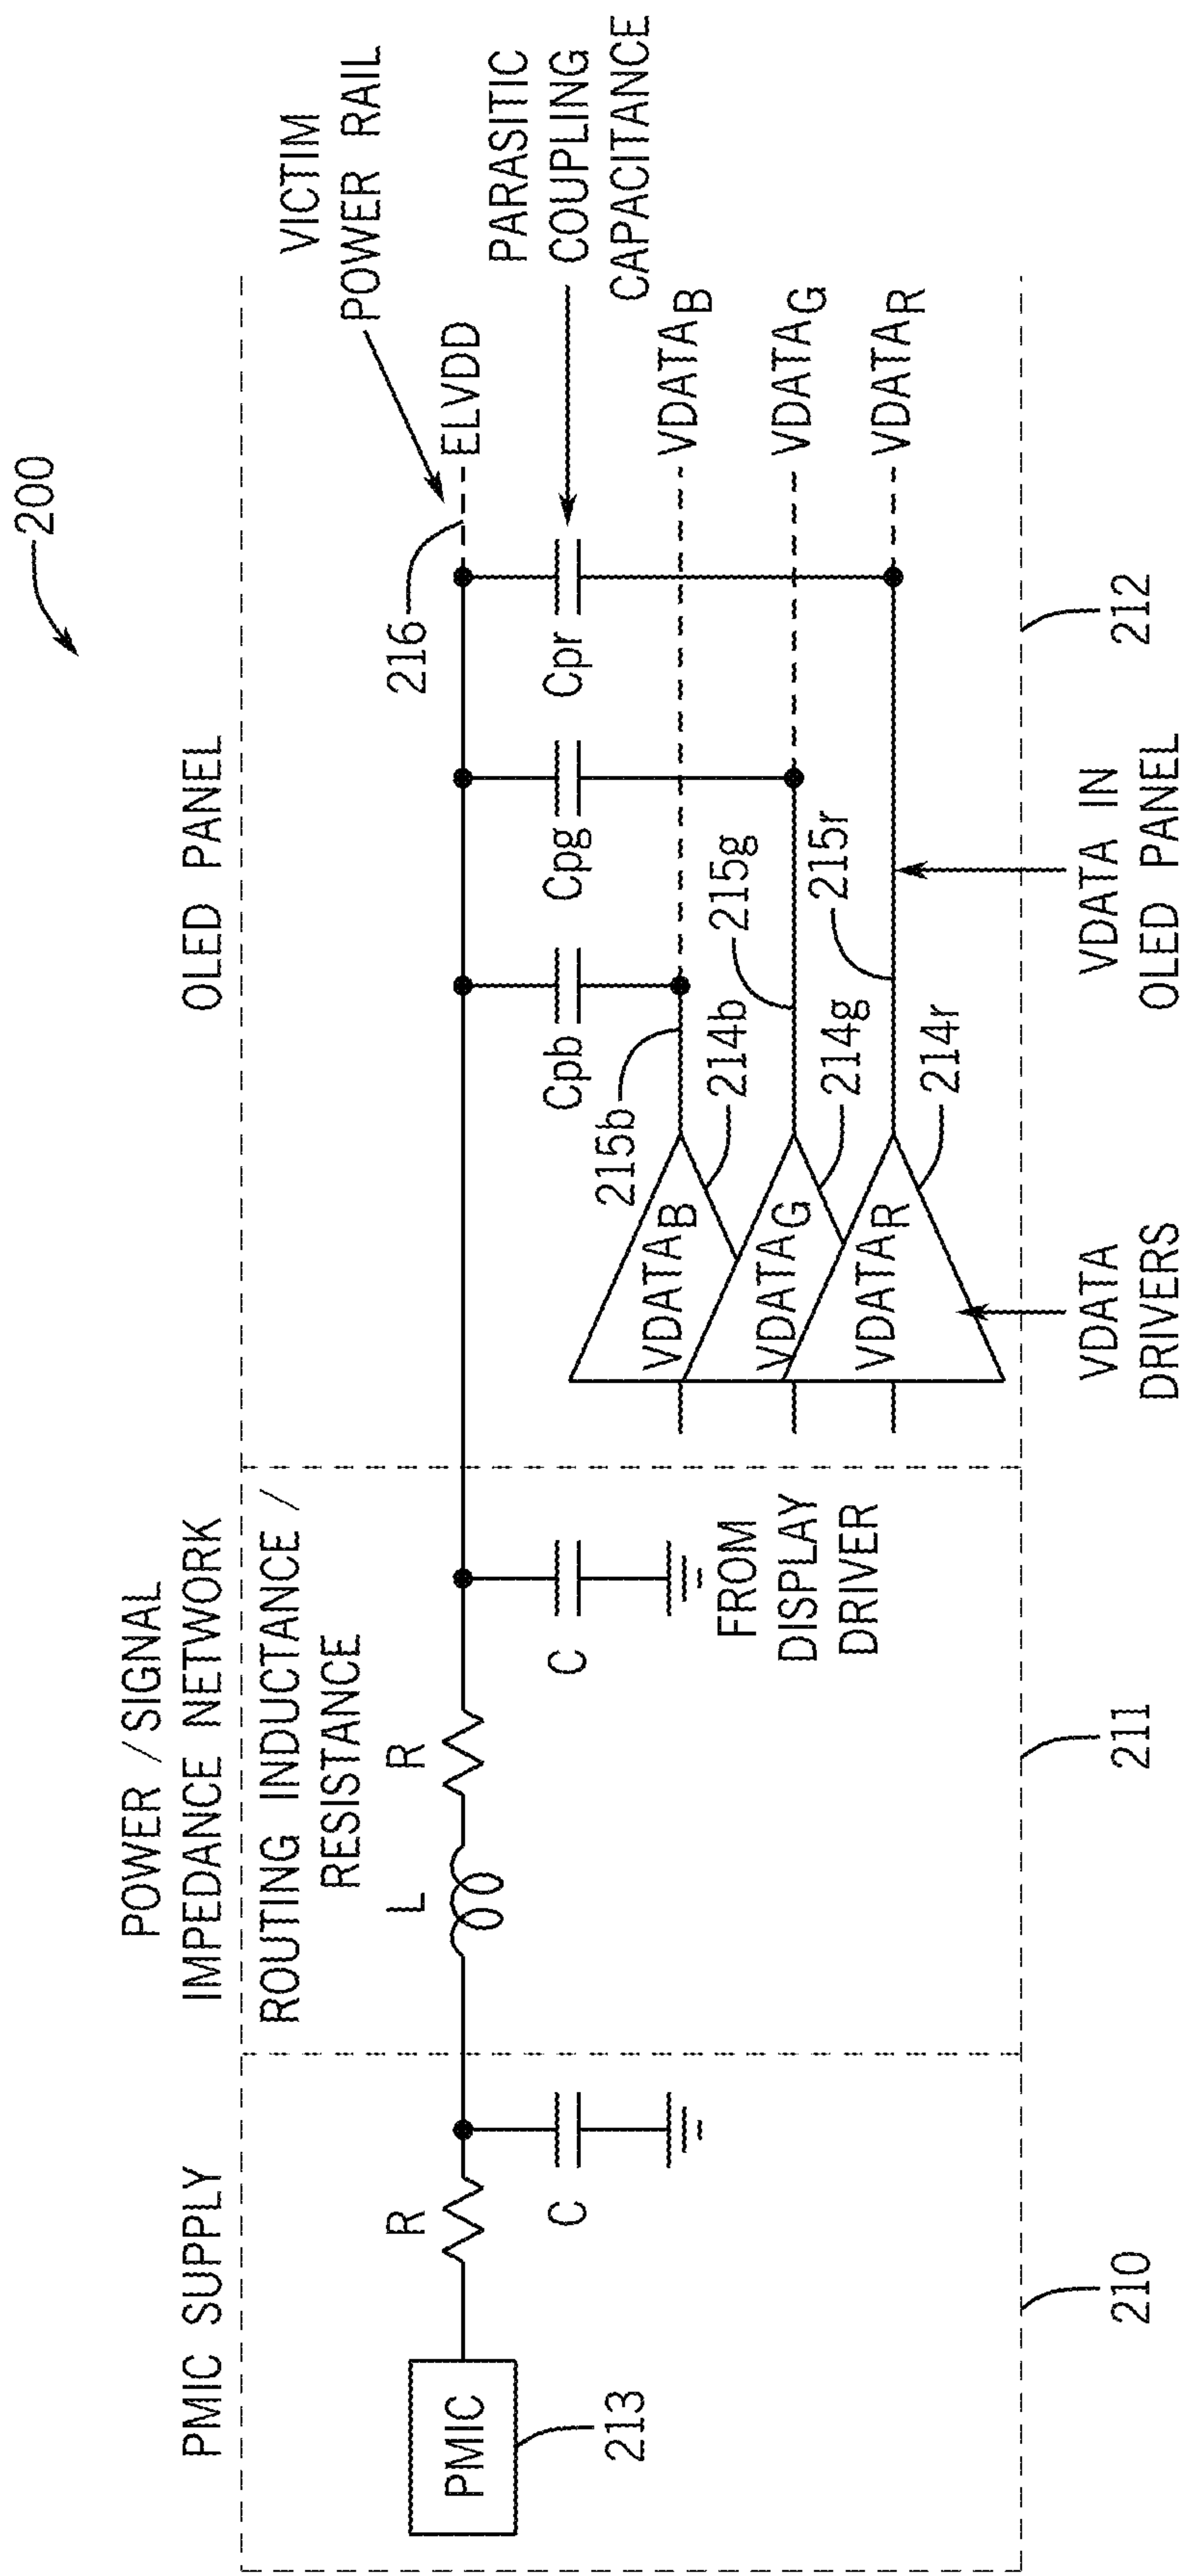 200
PMIC SUPPLY
POWER / SIGNAL
IMPEDANCE NETWORK
OLED PANEL
ROUTING INDUCTANCE /
RESISTANCE
VICTIM
POWER RAIL
PMIC
213
R
C
L
R
C
216
ELVDD
PARASITIC
COUPLING
CAPACITANCE
Cpb
Cpg
Cpr
FROM
DISPLAY
DRIVER
VDATAB
VDATAG
VDATAR
215b
214b
215g
214g
215r
214r
VDATAB
VDATAG
VDATAR
VDATA
DRIVERS
VDATA IN
OLED PANEL
210
211
212